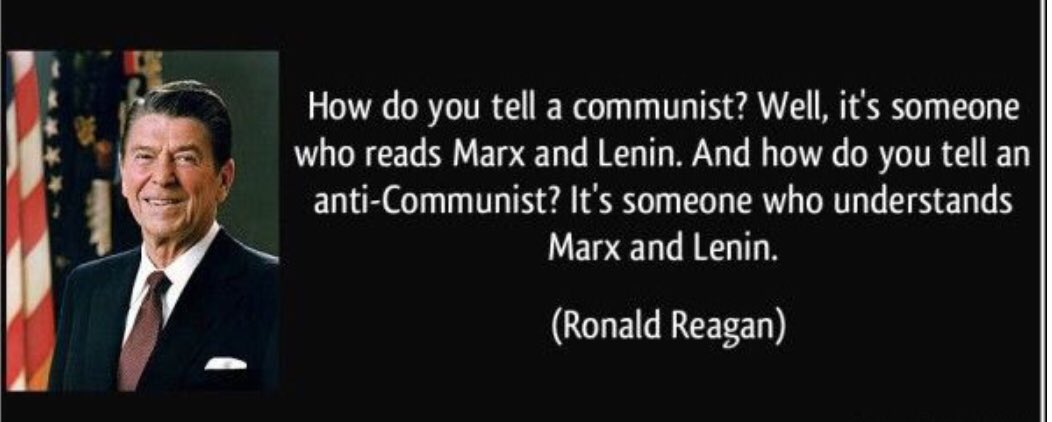 How do you tell a communist? Well, it's someone
who reads Marx and Lenin. And how do you tell an
anti-Communist? It's someone who understands
Marx and Lenin.
(Ronald Reagan)